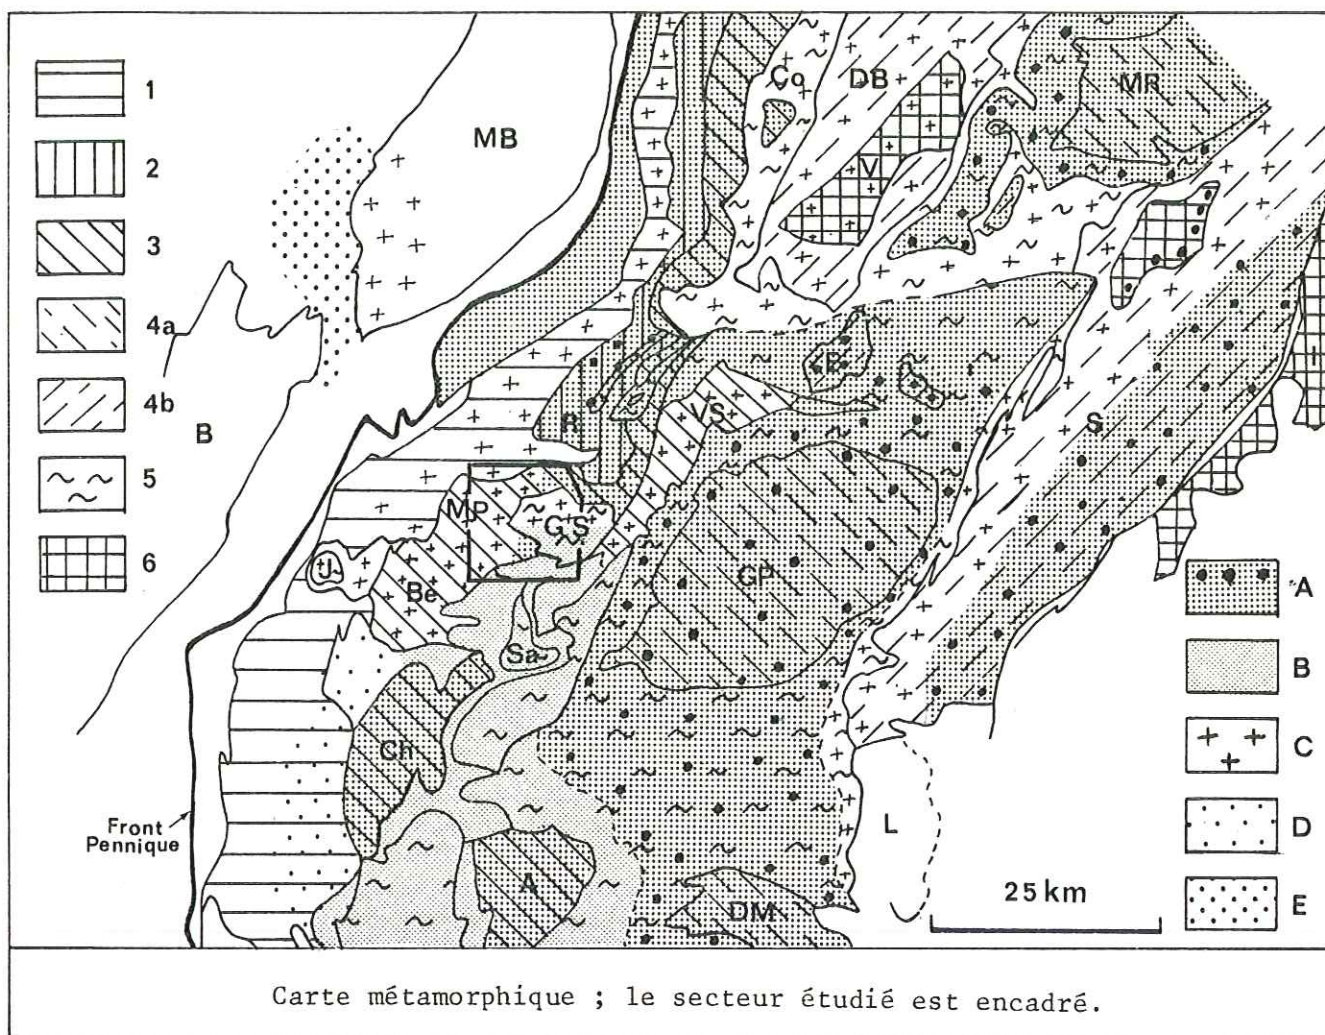 1
2
3
4a
4b
5
6
MB
Co
DB
MR
V
B
E
VS
R
S
I
MP
GS
GP
J
Be
Sa
Ch
A
DM
L
Front
Pennique
25 km
A
B
C
D
E
Carte métamorphique ; le secteur étudié est encadré.